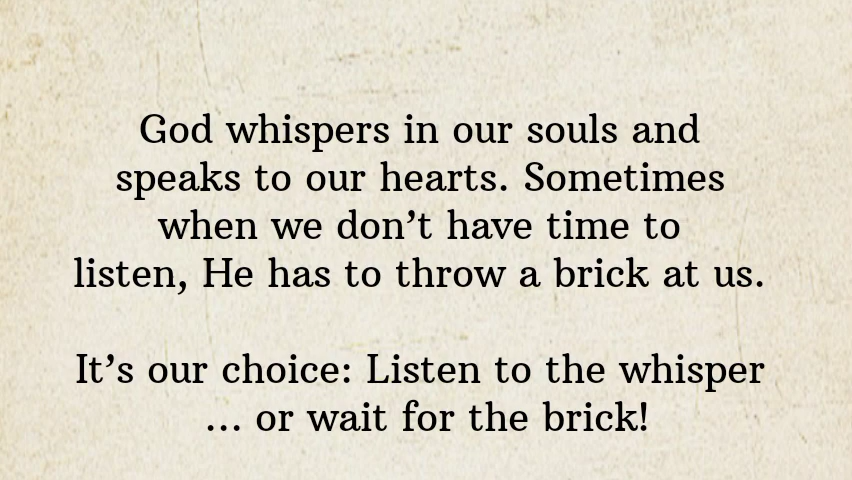 God whispers in our souls and
speaks to our hearts. Sometimes
when we don’t have time to
listen, He has to throw a brick at us.
It’s our choice: Listen to the whisper
... or wait for the brick!